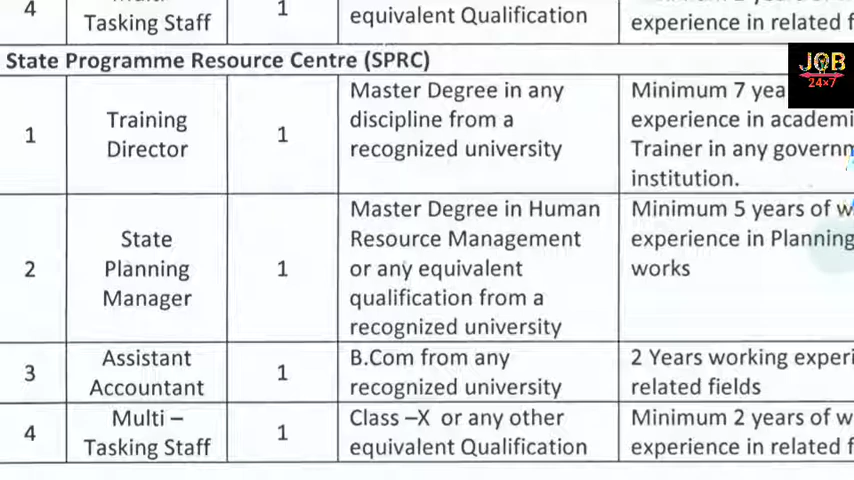 4
Tasking Staff
1
equivalent Qualification
experience in related f
State Programme Resource Centre (SPRC)
JOB
24×7
1
Training
Director
1
Master Degree in any
discipline from a
recognized university
Minimum 7 yea
experience in academi
Trainer in any governm
institution.
2
State
Planning
Manager
1
Master Degree in Human
Resource Management
or any equivalent
qualification from a
recognized university
Minimum 5 years of w
experience in Planning
works
3
Assistant
Accountant
1
B.Com from any
recognized university
2 Years working experi
related fields
4
Multi –
Tasking Staff
1
Class –X or any other
equivalent Qualification
Minimum 2 years of w
experience in related f